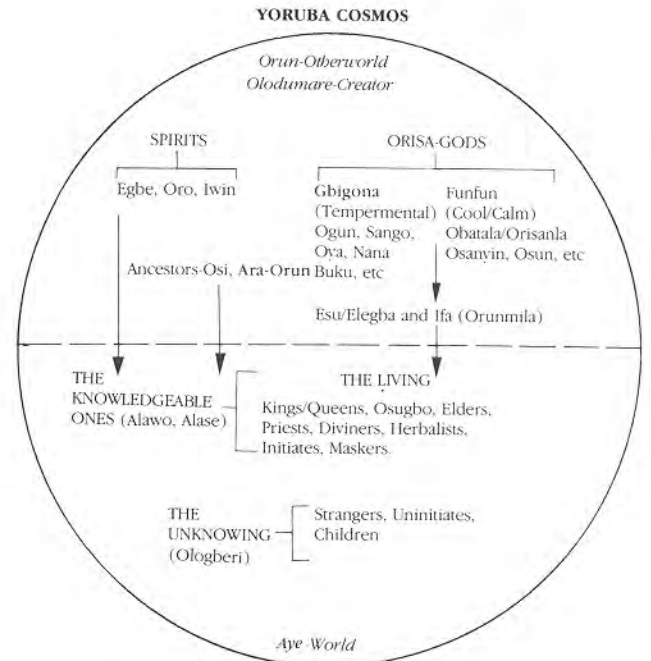 YORUBA COSMOS
Orun-Otherworld
Olodumare-Creator
SPIRITS
Egbe, Oro, Iwin
Ancestors-Osi, Ara-Orun
ORISA-GODS
Gbigona
(Tempermental)
Ogun, Sango,
Oya, Nana
Buku, etc
Funfun
(Cool/Calm)
Obatala/Orisanla
Osanyin, Osun, etc
Esu/Elegba and Ifa (Orunmila)
THE
KNOWLEDGEABLE
ONES (Alawo, Alase)
THE LIVING
Kings/Queens, Osugbo, Elders,
Priests, Diviners, Herbalists,
Initiates, Maskers.
THE
UNKNOWING
(Ologberi)
Strangers, Uninitiates,
Children
Aye-World